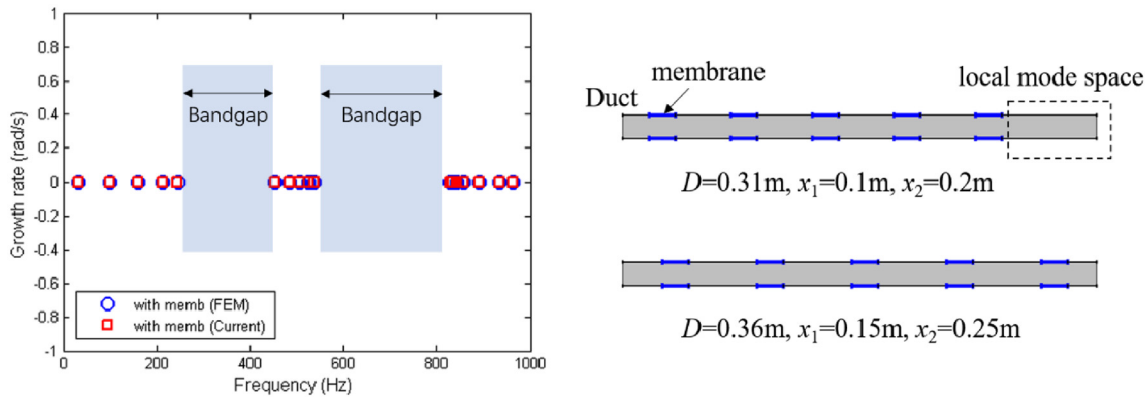 1
0.8
0.6
0.4
0.2
0
-0.2
-0.4
-0.6
-0.8
-1
Growth rate (rad/s)
Bandgap
Bandgap
with memb (FEM)
with memb (Current)
0 200 400 600 800 1000
Frequency (Hz)
membrane
local mode space
Duct
D=0.31m, x₁=0.1m, x₂=0.2m
D=0.36m, x₁=0.15m, x₂=0.25m